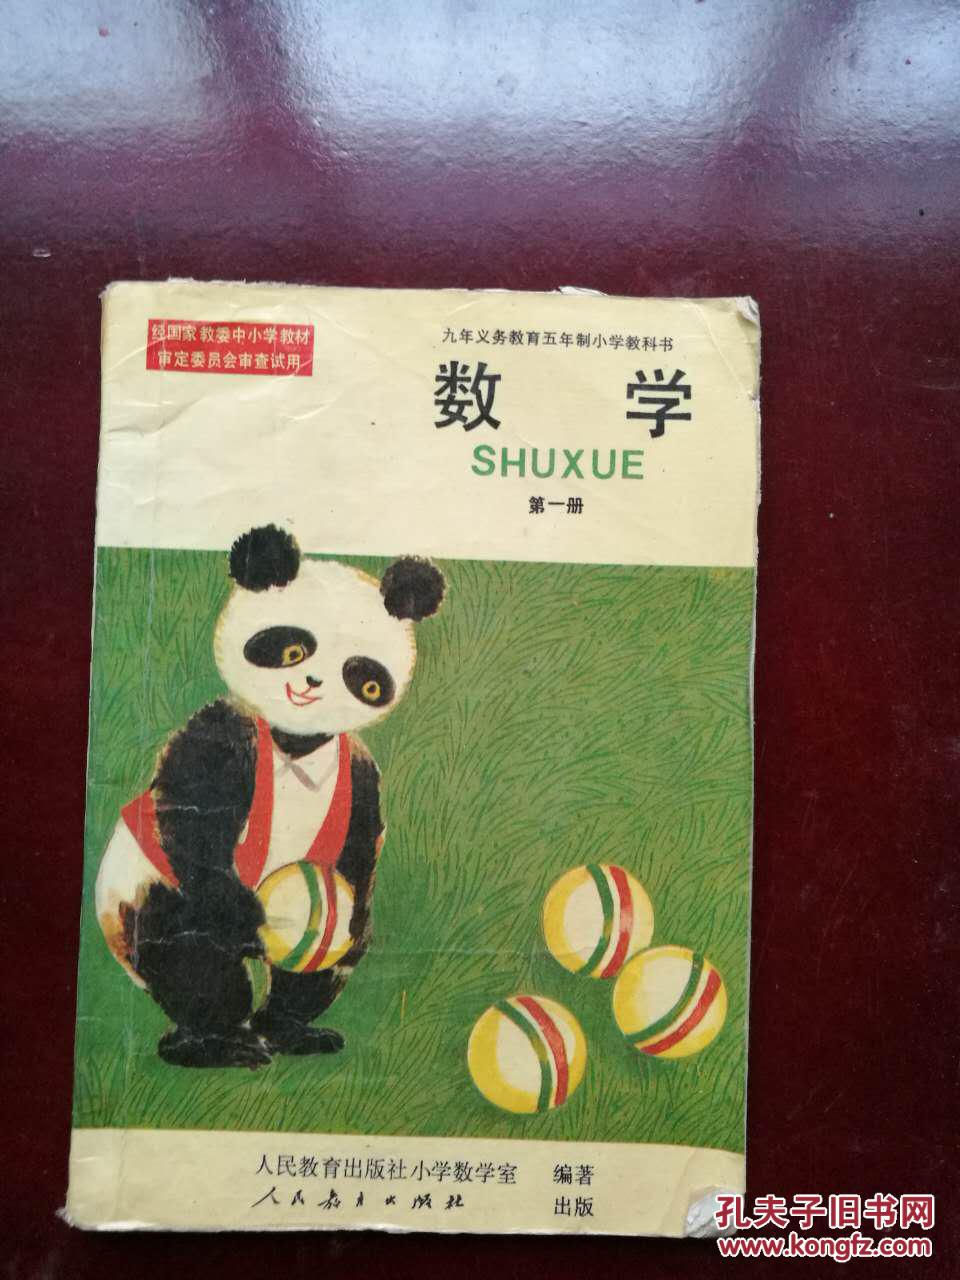 经国家教委中小学教材
审定委员会审查试用
九年义务教育五年制小学教科书
数学
SHUXUE
第一册
人民教育出版社小学数学室 编著
人民教育出版社 出版
孔夫子旧书网
www.kongfz.com